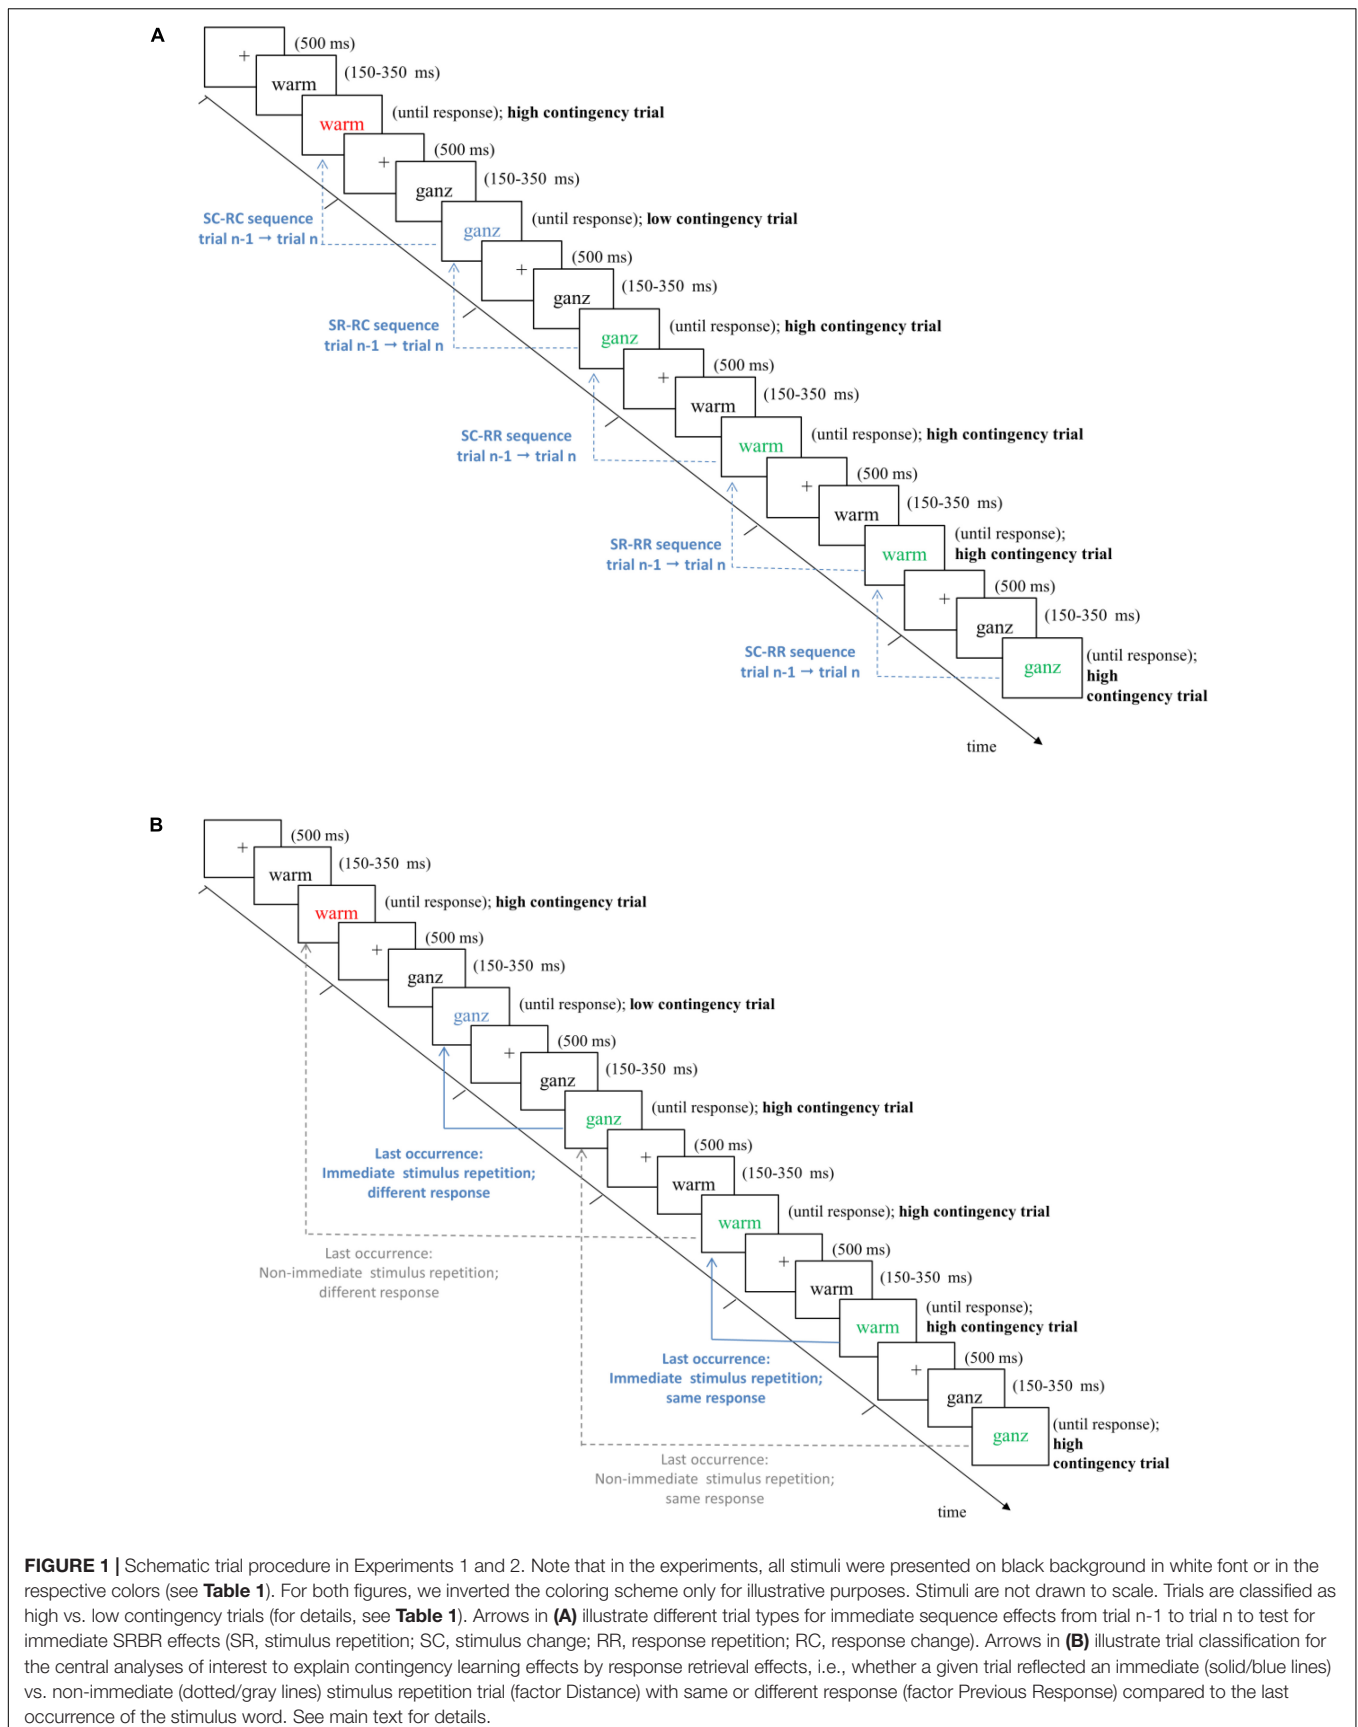 A
+
(500 ms)
warm
(150-350 ms)
warm
(until response); high contingency trial
+
(500 ms)
ganz
(150-350 ms)
SC-RC sequence
trial n-1 → trial n
ganz
(until response); low contingency trial
+
(500 ms)
ganz
(150-350 ms)
SR-RC sequence
trial n-1 → trial n
ganz
(until response); high contingency trial
+
(500 ms)
warm
(150-350 ms)
SC-RR sequence
trial n-1 → trial n
warm
(until response); high contingency trial
+
(500 ms)
warm
(150-350 ms)
SR-RR sequence
trial n-1 → trial n
warm
(until response);
high contingency trial
+
(500 ms)
ganz
(150-350 ms)
SC-RR sequence
trial n-1 → trial n
ganz
(until response);
high
contingency trial
time
B
+
(500 ms)
warm
(150-350 ms)
warm
(until response); high contingency trial
+
(500 ms)
ganz
(150-350 ms)
ganz
(until response); low contingency trial
+
(500 ms)
ganz
(150-350 ms)
ganz
(until response); high contingency trial
Last occurrence:
Immediate stimulus repetition;
different response
+
(500 ms)
warm
(150-350 ms)
warm
(until response); high contingency trial
Last occurrence:
Non-immediate stimulus repetition;
different response
+
(500 ms)
warm
(150-350 ms)
warm
(until response);
high contingency trial
Last occurrence:
Immediate stimulus repetition;
same response
+
(500 ms)
ganz
(150-350 ms)
ganz
(until response);
high
contingency trial
Last occurrence:
Non-immediate stimulus repetition;
same response
time
FIGURE 1 | Schematic trial procedure in Experiments 1 and 2. Note that in the experiments, all stimuli were presented on black background in white font or in the
respective colors (see Table 1). For both figures, we inverted the coloring scheme only for illustrative purposes. Stimuli are not drawn to scale. Trials are classified as
high vs. low contingency trials (for details, see Table 1). Arrows in (A) illustrate different trial types for immediate sequence effects from trial n-1 to trial n to test for
immediate SRBR effects (SR, stimulus repetition; SC, stimulus change; RR, response repetition; RC, response change). Arrows in (B) illustrate trial classification for
the central analyses of interest to explain contingency learning effects by response retrieval effects, i.e., whether a given trial reflected an immediate (solid/blue lines)
vs. non-immediate (dotted/gray lines) stimulus repetition trial (factor Distance) with same or different response (factor Previous Response) compared to the last
occurrence of the stimulus word. See main text for details.